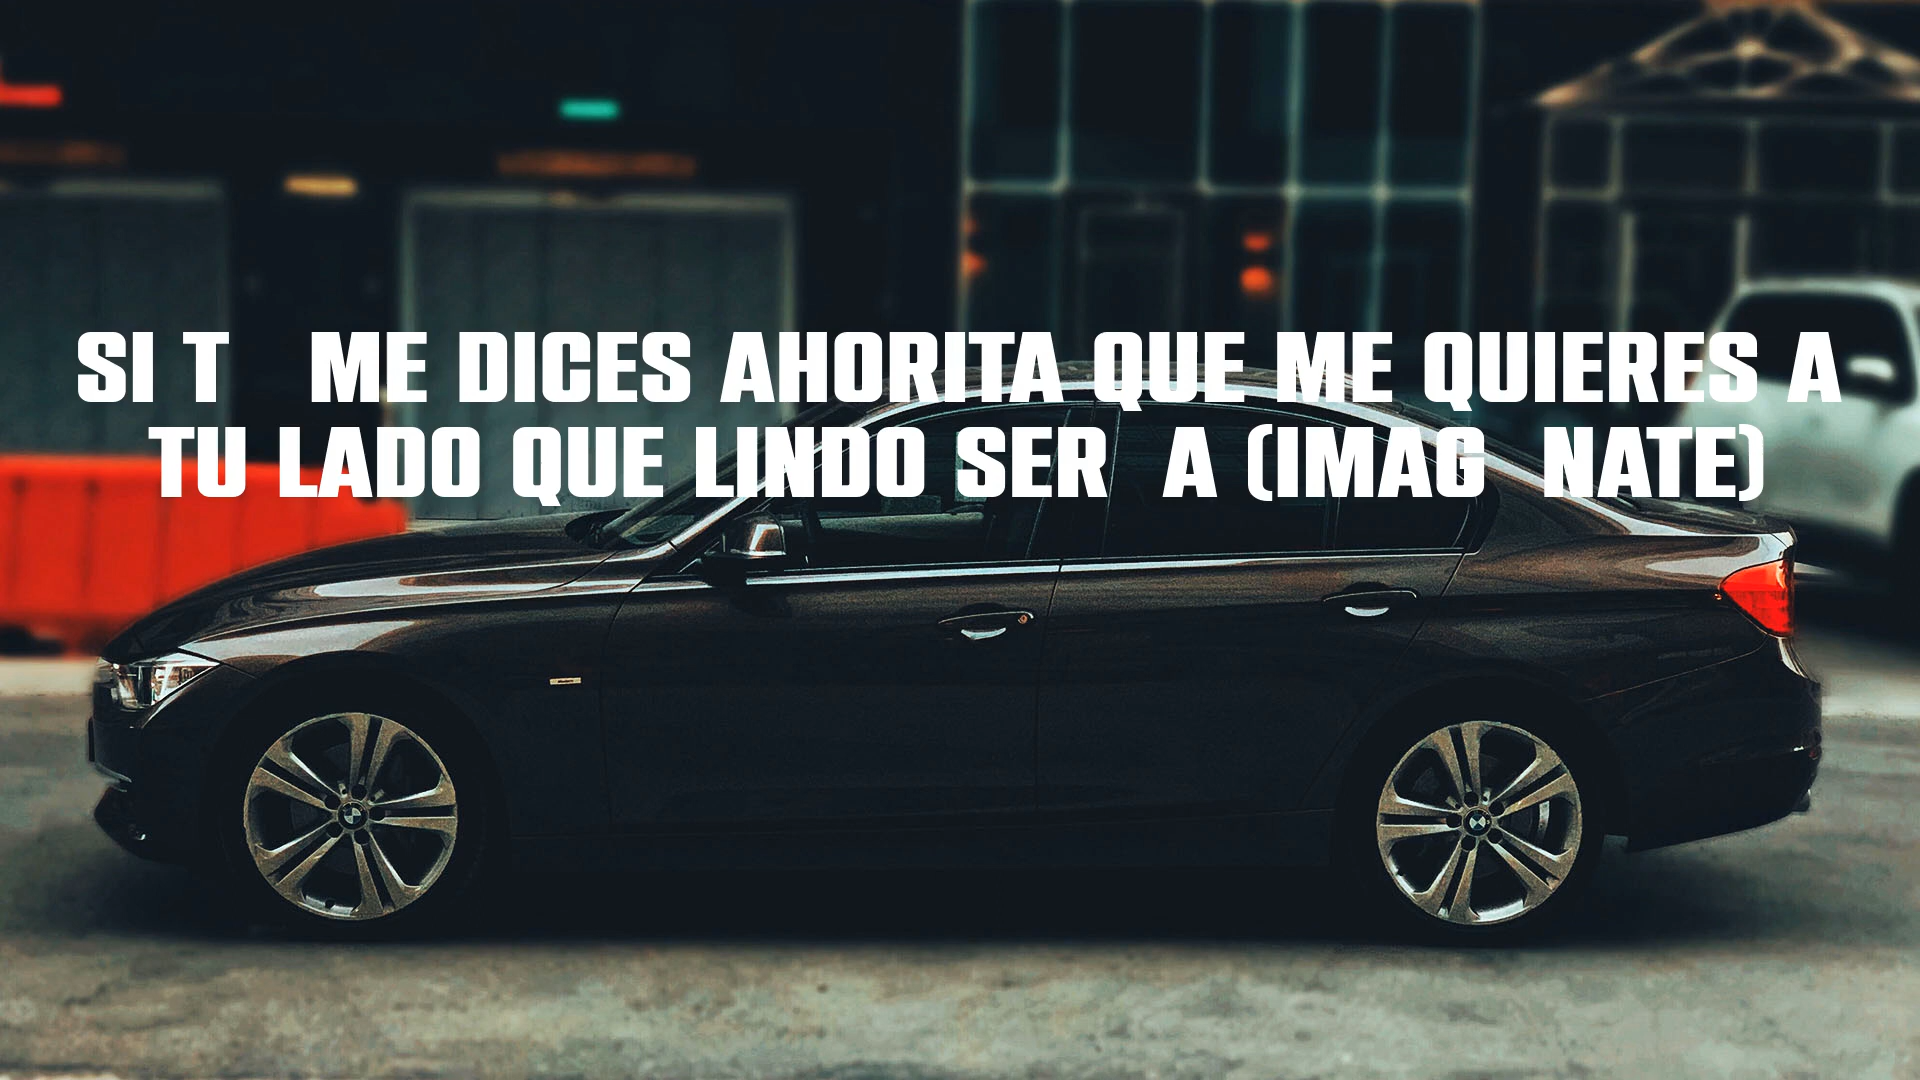 SI T ME DICES AHORITA QUE ME QUIERES A
TU LADO QUE LINDO SER A (IMAG NATE)